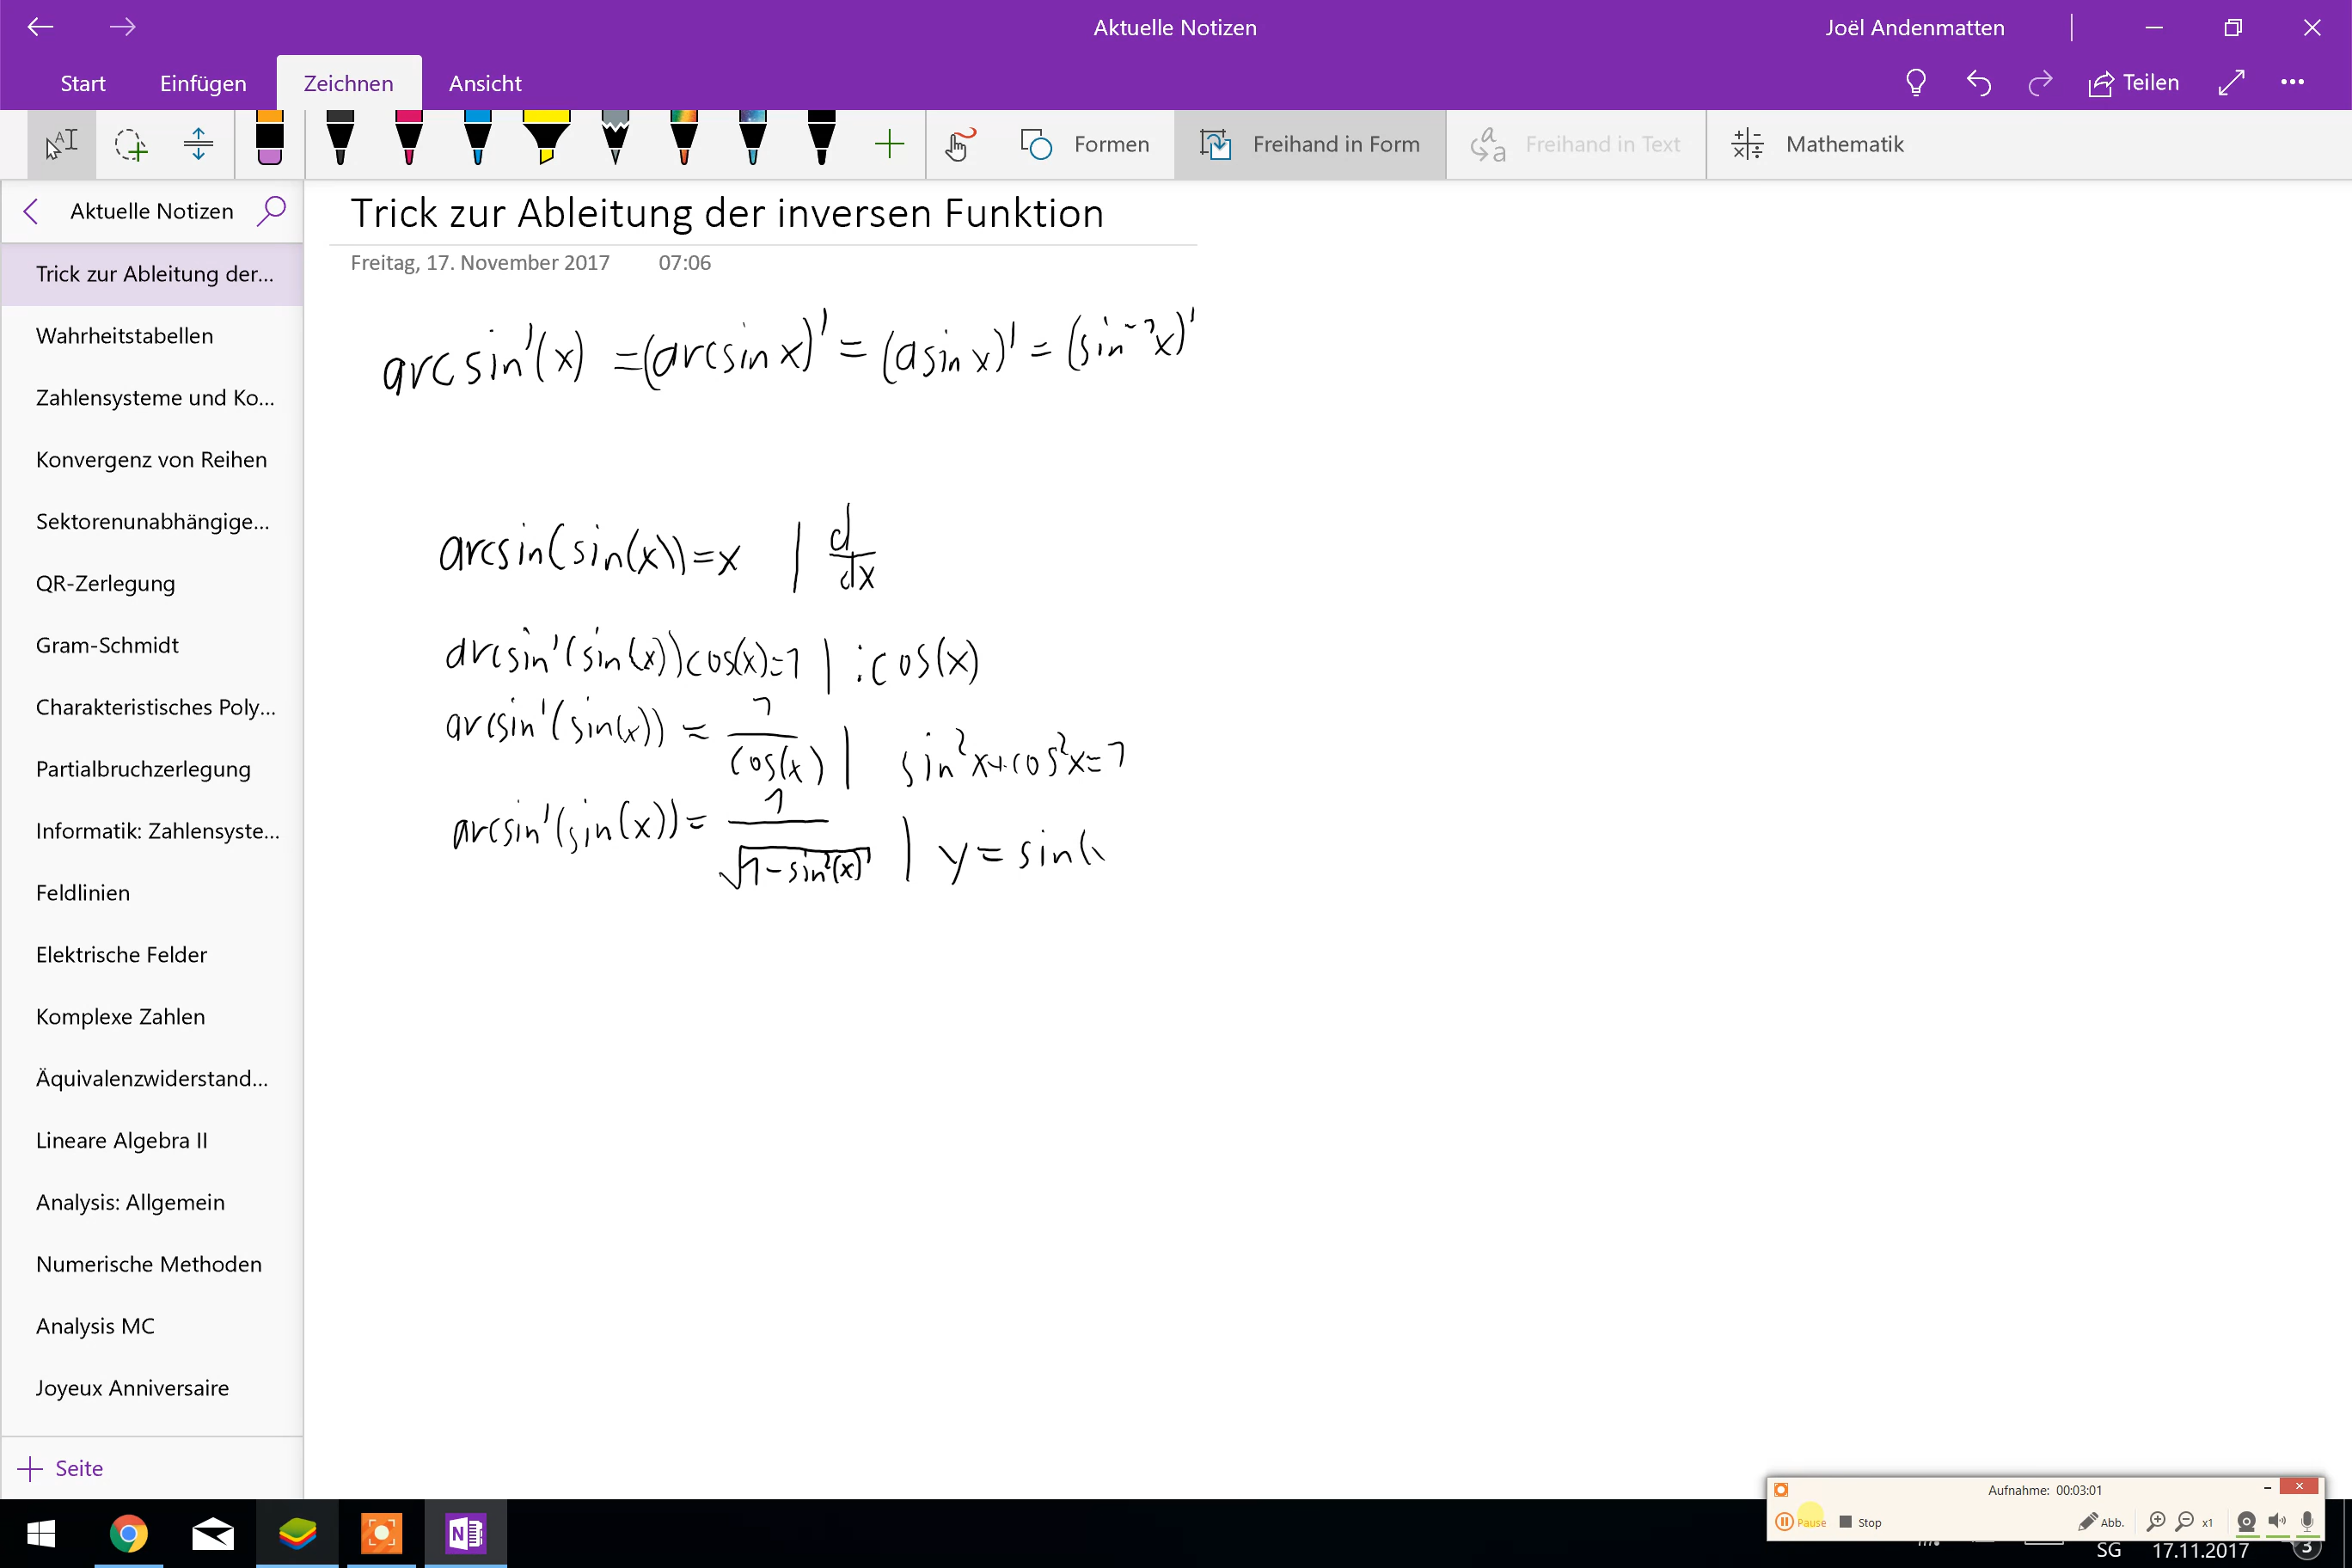 Aktuelle Notizen
Joël Andenmatten
Start Einfügen Zeichnen Ansicht
Teilen
Formen Freihand in Form Freihand in Text Mathematik
Aktuelle Notizen
Trick zur Ableitung der...
Wahrheitstabellen
Zahlensysteme und Ko...
Konvergenz von Reihen
Sektorenunabhängige...
QR-Zerlegung
Gram-Schmidt
Charakteristisches Poly...
Partialbruchzerlegung
Informatik: Zahlensyste...
Feldlinien
Elektrische Felder
Komplexe Zahlen
Äquivalenzwiderstand...
Lineare Algebra II
Analysis: Allgemein
Numerische Methoden
Analysis MC
Joyeux Anniversaire
Seite
Trick zur Ableitung der inversen Funktion
Freitag, 17. November 2017 07:06
arcsin'(x) = (arcsin x)' = (asin x)' = (sin⁻¹x)'
arcsin(sin(x)) = x | d/dx
arcsin'(sin(x))cos(x) = 1 | :cos(x)
arcsin'(sin(x)) = 1/cos(x) | sin²x + cos²x = 1
arcsin'(sin(x)) = 1/√(1-sin²(x)) | y = sin(
Aufnahme: 00:03:01
Pause Stop Abb. x1
SG 17.11.2017 3